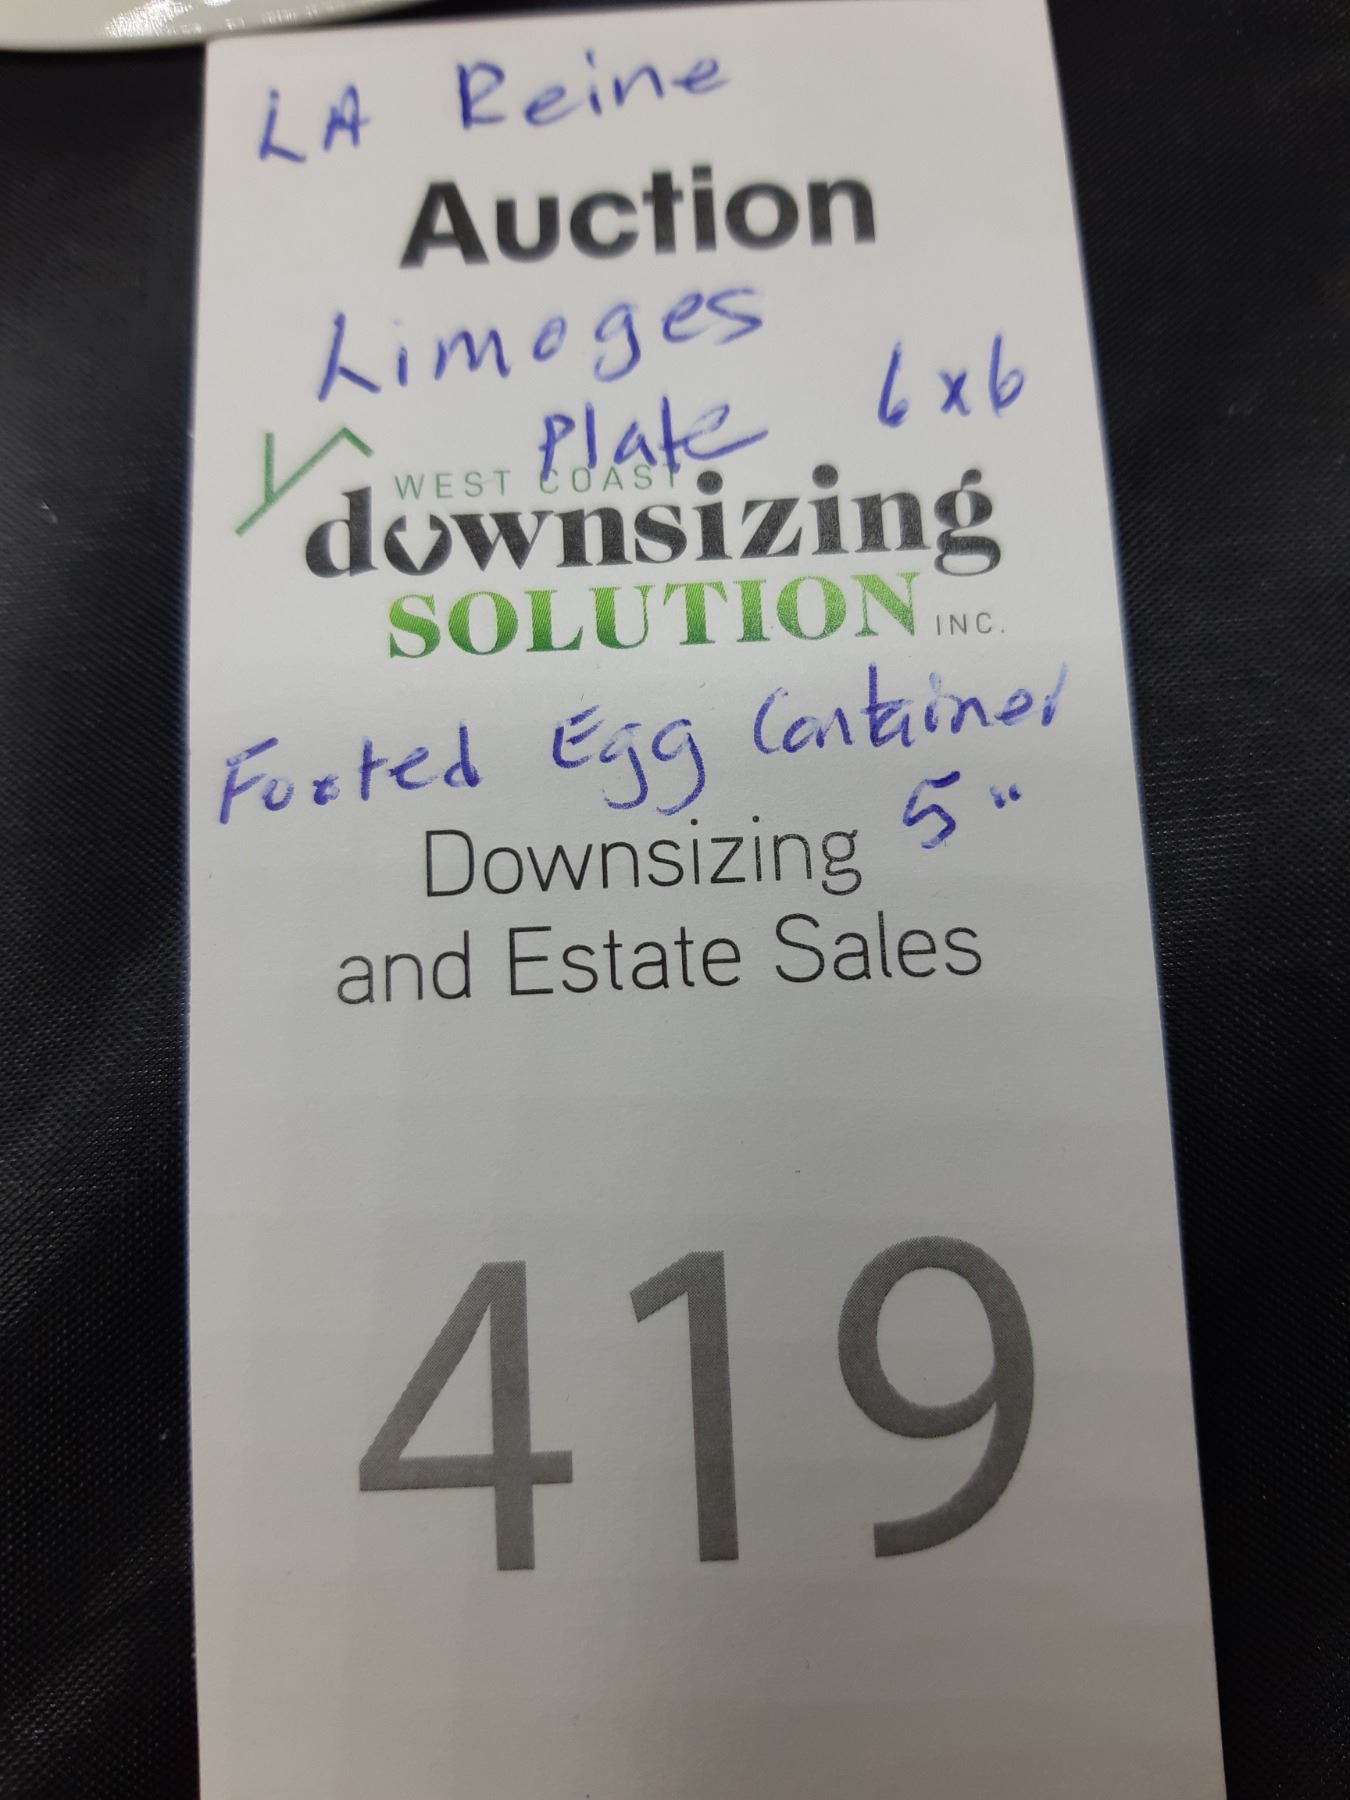 LA Reine
Auction
Limoges
Plate 6x6
WEST COAST
downsizing
SOLUTION INC.
Footed Egg Container
5"
Downsizing
and Estate Sales
419